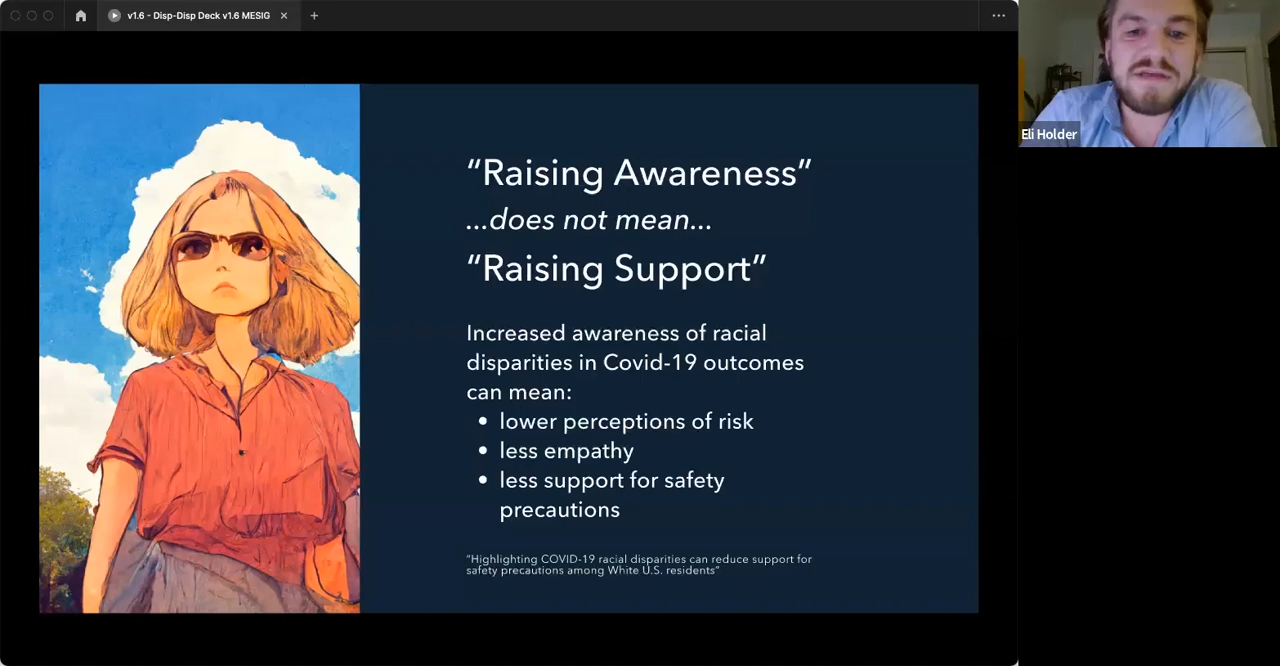 v1.6 - Disp-Disp Deck v1.6 MESIG
Eli Holder
“Raising Awareness”
...does not mean...
“Raising Support”
Increased awareness of racial
disparities in Covid-19 outcomes
can mean:
• lower perceptions of risk
• less empathy
• less support for safety
precautions
“Highlighting COVID-19 racial disparities can reduce support for
safety precautions among White U.S. residents”